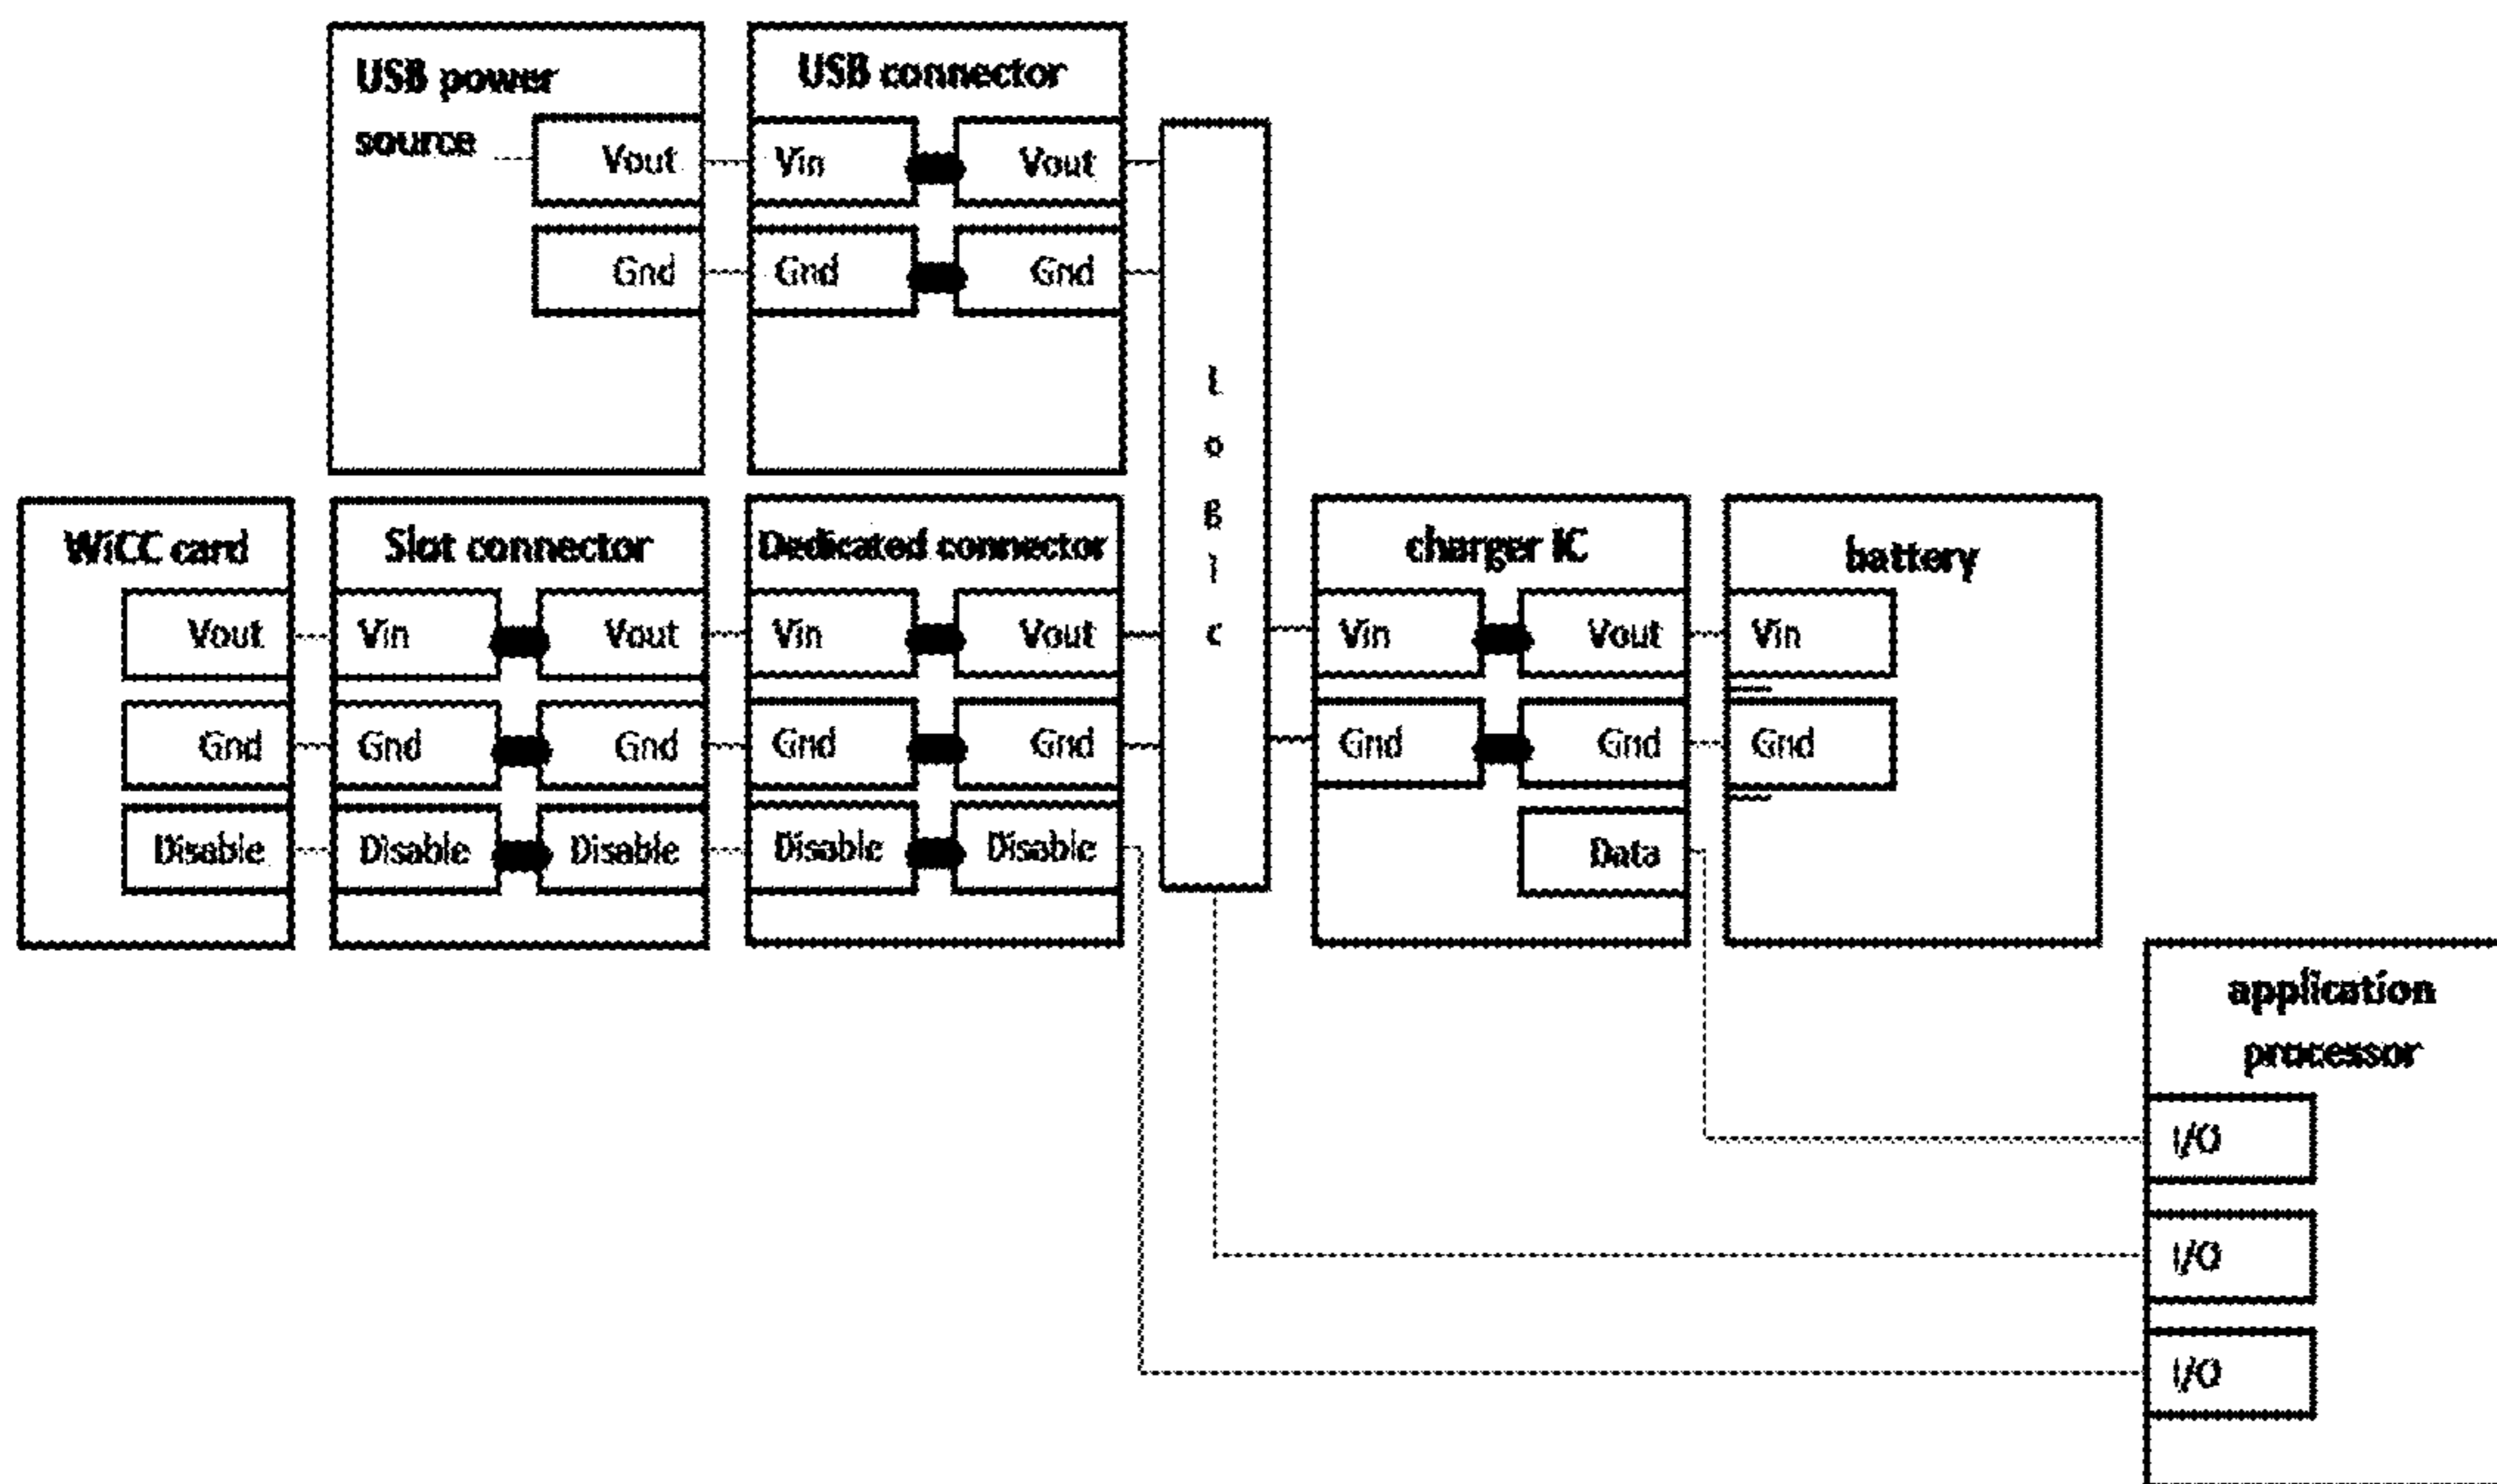 USB power
source
Vout
Gnd
USB connector
Vin
Vout
Gnd
Gnd
L
o
g
i
c
WiCC card
Vout
Gnd
Disable
Slot connector
Vin
Vout
Gnd
Gnd
Disable
Disable
Dedicated connector
Vin
Vout
Gnd
Gnd
Disable
Disable
charger IC
Vin
Vout
Gnd
Gnd
Data
battery
Vin
Gnd
application
processor
I/O
I/O
I/O